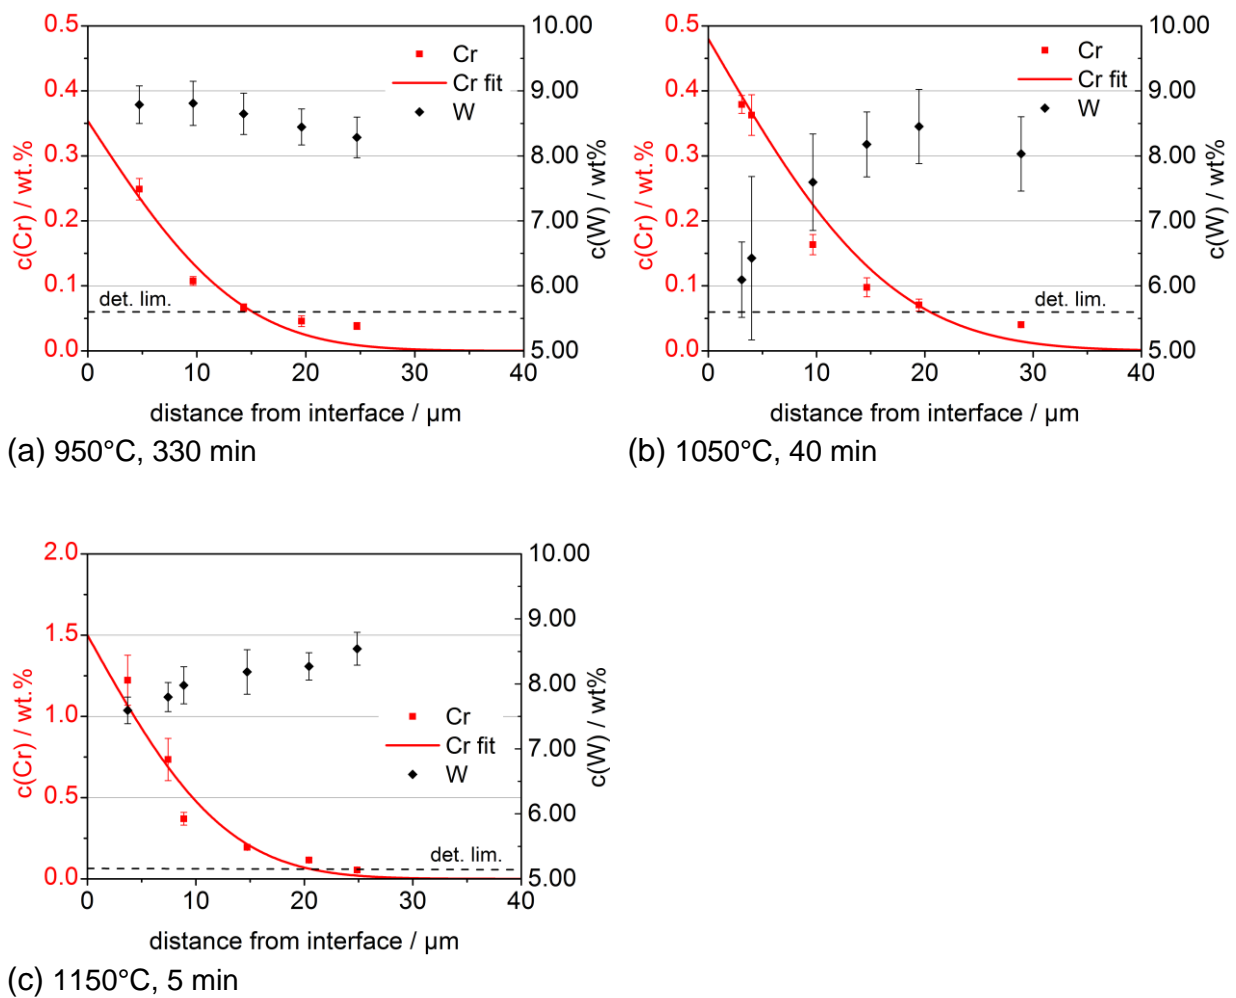 0.5
0.4
0.3
0.2
0.1
0.0
c(Cr) / wt.%
10.00
9.00
8.00
7.00
6.00
5.00
c(W) / wt%
Cr
Cr fit
W
det. lim.
0 10 20 30 40
distance from interface / µm
(a) 950°C, 330 min
0.5
0.4
0.3
0.2
0.1
0.0
c(Cr) / wt.%
10.00
9.00
8.00
7.00
6.00
5.00
c(W) / wt%
Cr
Cr fit
W
det. lim.
0 10 20 30 40
distance from interface / µm
(b) 1050°C, 40 min
2.0
1.5
1.0
0.5
0.0
c(Cr) / wt.%
10.00
9.00
8.00
7.00
6.00
5.00
c(W) / wt%
Cr
Cr fit
W
det. lim.
0 10 20 30 40
distance from interface / µm
(c) 1150°C, 5 min